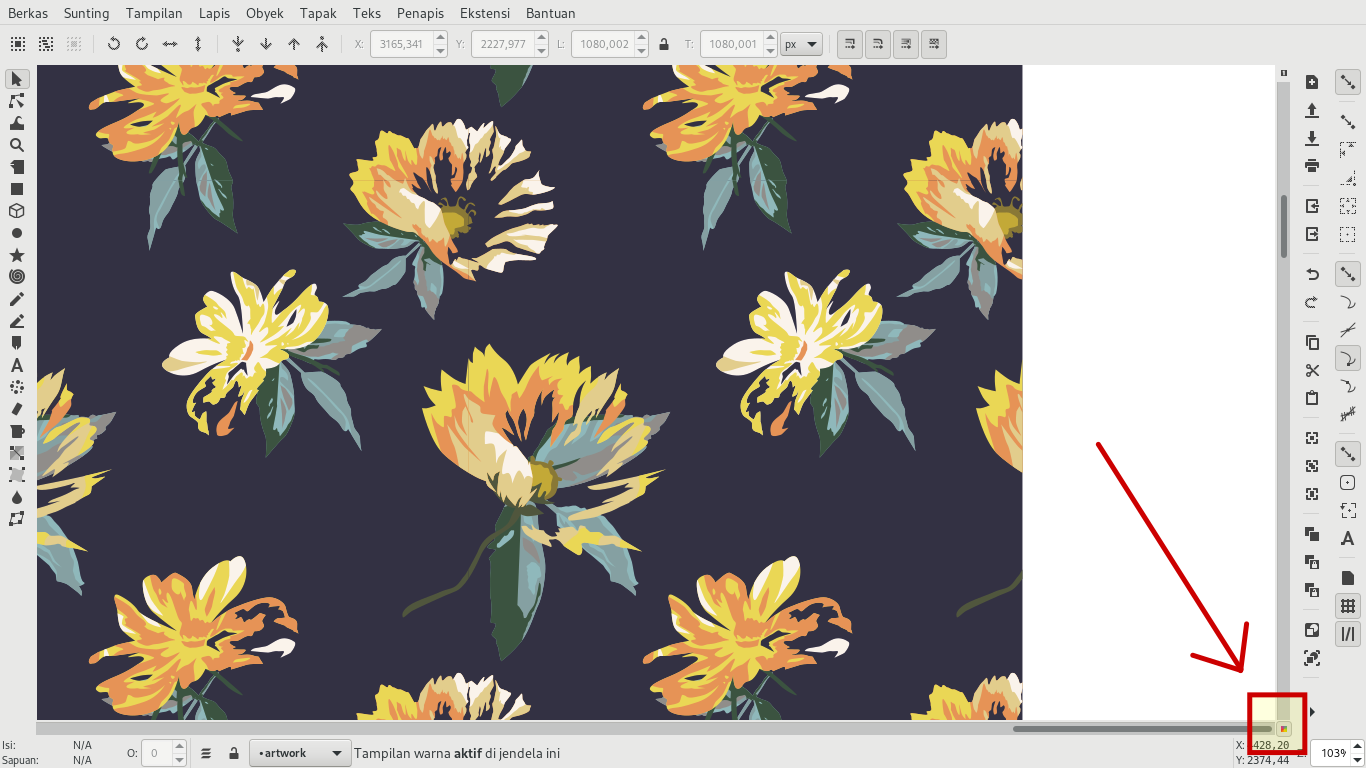 Berkas Sunting Tampilan Lapis Obyek Tapak Teks Penapis Ekstensi Bantuan
X: 3165,341 Y: 2227,977 L: 1080,002 T: 1080,001 px
Isi: N/A
Sapuan: N/A
O: 0
•artwork
Tampilan warna aktif di jendela ini
X: 428,20
Y: 2374,44
103%